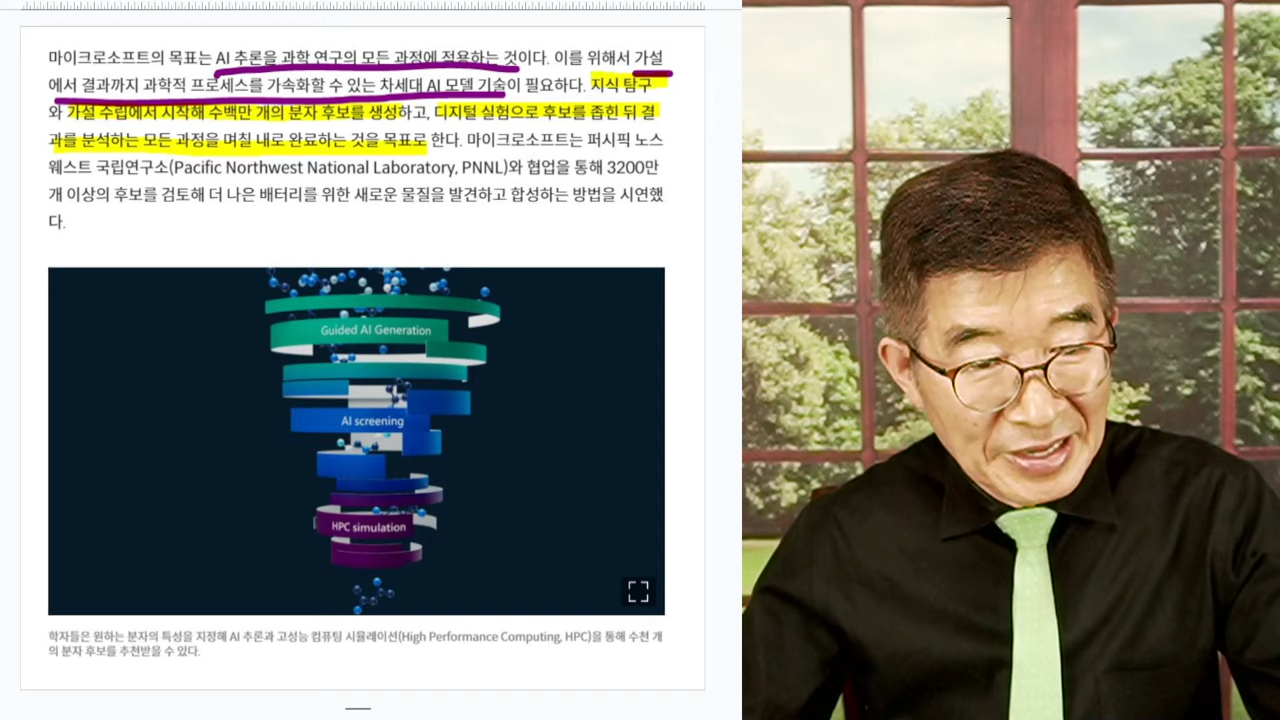 마이크로소프트의 목표는 AI 추론을 과학 연구의 모든 과정에 적용하는 것이다. 이를 위해서 가설
에서 결과까지 과학적 프로세스를 가속화할 수 있는 차세대 AI 모델 기술이 필요하다. 지식 탐구
와 가설 수립에서 시작해 수백만 개의 분자 후보를 생성하고, 디지털 실험으로 후보를 좁힌 뒤 결
과를 분석하는 모든 과정을 며칠 내로 완료하는 것을 목표로 한다. 마이크로소프트는 퍼시픽 노스
웨스트 국립연구소(Pacific Northwest National Laboratory, PNNL)와 협업을 통해 3200만
개 이상의 후보를 검토해 더 나은 배터리를 위한 새로운 물질을 발견하고 합성하는 방법을 시연했
다.
Guided AI Generation
AI screening
HPC simulation
학자들은 원하는 분자의 특성을 지정해 AI 추론과 고성능 컴퓨팅 시뮬레이션(High Performance Computing, HPC)을 통해 수천 개
의 분자 후보를 추천받을 수 있다.